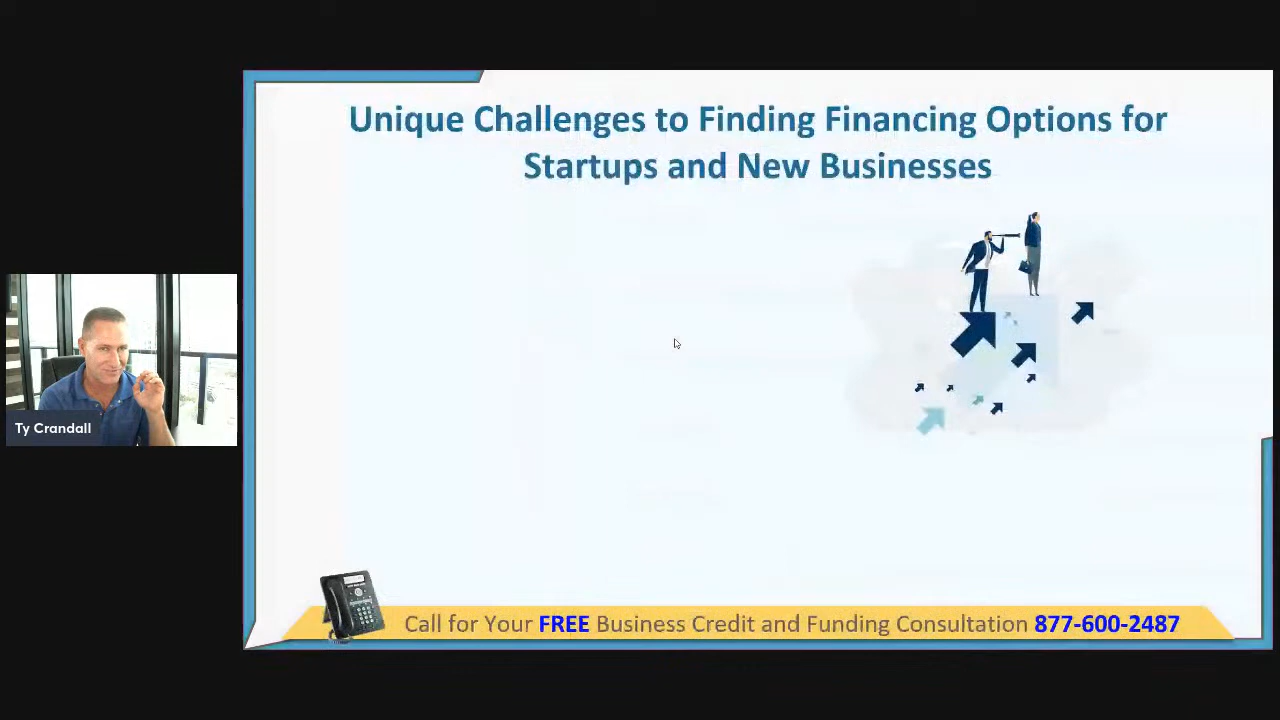 Unique Challenges to Finding Financing Options for
Startups and New Businesses
Ty Crandall
Call for Your FREE Business Credit and Funding Consultation 877-600-2487